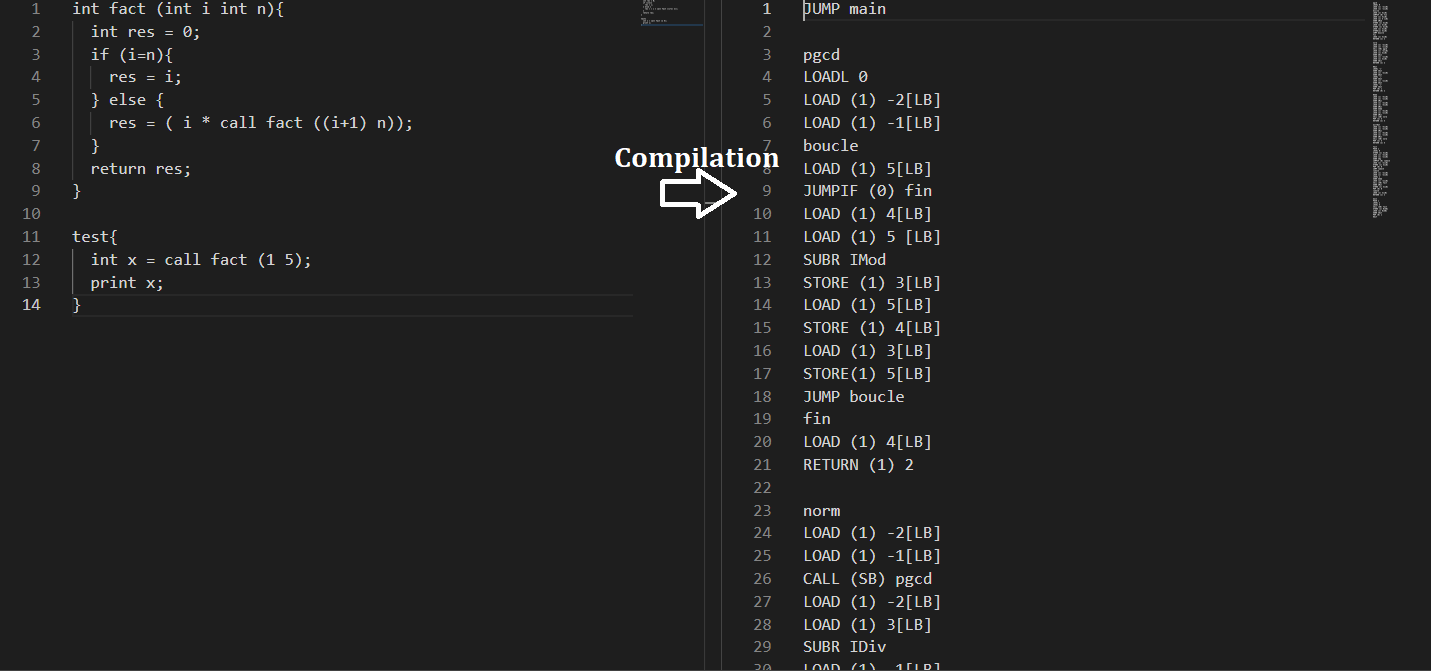 1 int fact (int i int n){
2 int res = 0;
3 if (i=n){
4 res = i;
5 } else {
6 res = ( i * call fact ((i+1) n));
7 }
8 return res;
9 }
10
11 test{
12 int x = call fact (1 5);
13 print x;
14 }
Compilation
1 JUMP main
2
3 pgcd
4 LOADL 0
5 LOAD (1) -2[LB]
6 LOAD (1) -1[LB]
7 boucle
8 LOAD (1) 5[LB]
9 JUMPIF (0) fin
10 LOAD (1) 4[LB]
11 LOAD (1) 5 [LB]
12 SUBR IMod
13 STORE (1) 3[LB]
14 LOAD (1) 5[LB]
15 STORE (1) 4[LB]
16 LOAD (1) 3[LB]
17 STORE(1) 5[LB]
18 JUMP boucle
19 fin
20 LOAD (1) 4[LB]
21 RETURN (1) 2
22
23 norm
24 LOAD (1) -2[LB]
25 LOAD (1) -1[LB]
26 CALL (SB) pgcd
27 LOAD (1) -2[LB]
28 LOAD (1) 3[LB]
29 SUBR IDiv
30 LOAD (1) -1[LB]